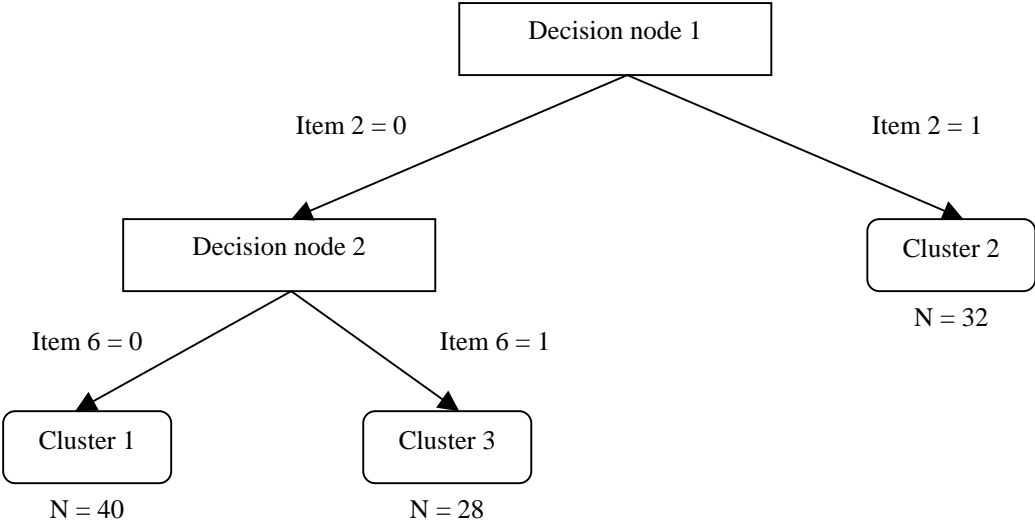 Decision node 1
Item 2 = 0
Item 2 = 1
Decision node 2
Cluster 2
N = 32
Item 6 = 0
Item 6 = 1
Cluster 1
Cluster 3
N = 40
N = 28